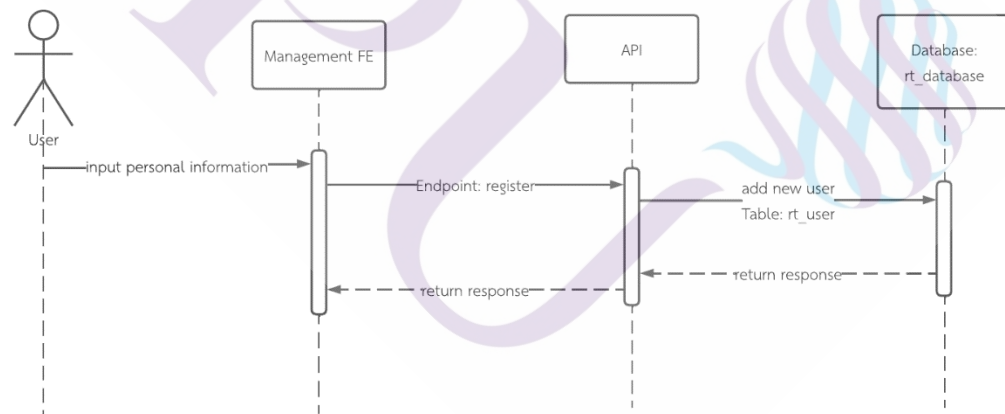 Management FE
API
Database:
rt_database
User
input personal information
Endpoint: register
add new user
Table: rt_user
return response
return response